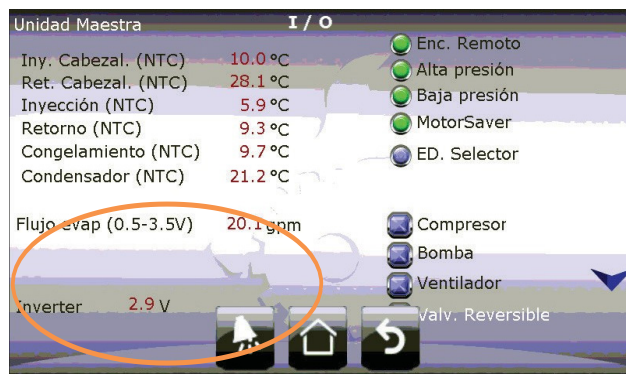 Unidad Maestra I / O
Iny. Cabezal. (NTC) 10.0 °C
Ret. Cabezal. (NTC) 28.1 °C
Inyección (NTC) 5.9 °C
Retorno (NTC) 9.3 °C
Congelamiento (NTC) 9.7 °C
Condensador (NTC) 21.2 °C
Flujo evap (0.5-3.5V) 20.1 gpm
Inverter 2.9 V
Enc. Remoto
Alta presión
Baja presión
MotorSaver
ED. Selector
Compresor
Bomba
Ventilador
Valv. Reversible